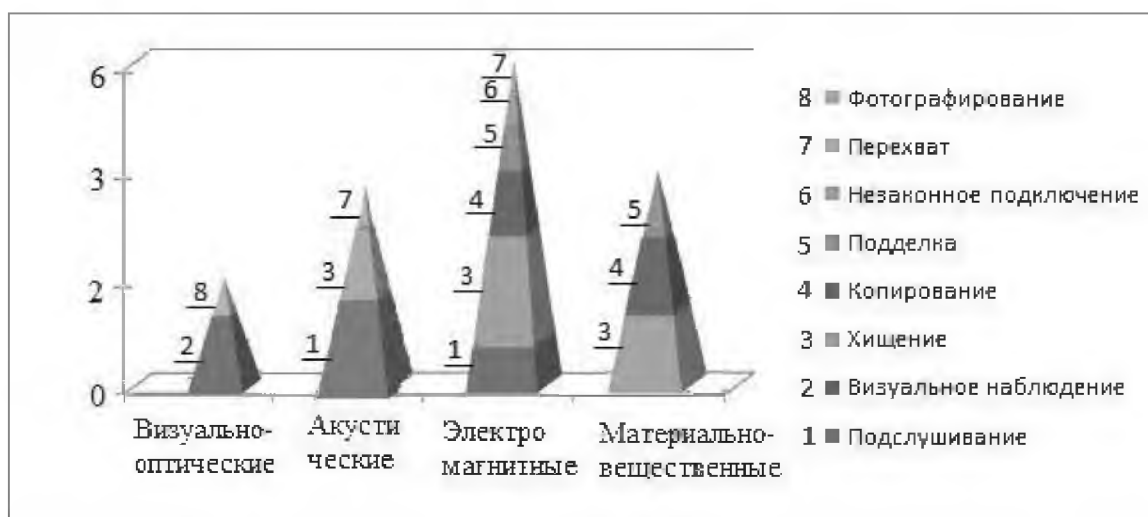 6
3
2
0
8
2
7
3
1
7
6
5
4
3
1
5
4
3
Визуально-
оптические
Акусти
ческие
Электро
магнитные
Материально-
вещественные
8 Фотографирование
7 Перехват
6 Незаконное подключение
5 Подделка
4 Копирование
3 Хищение
2 Визуальное наблюдение
1 Подслушивание